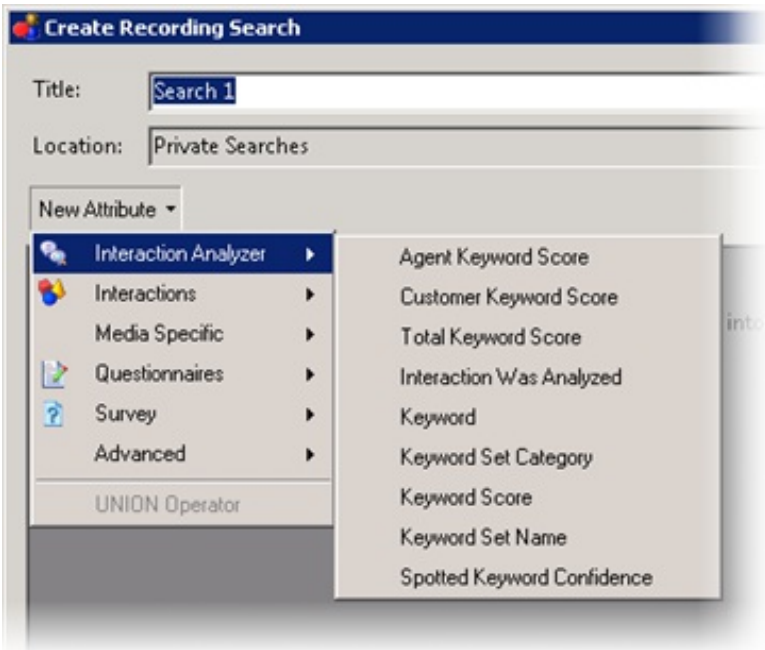 Create Recording Search
Title:
Search 1
Location:
Private Searches
New Attribute
Interaction Analyzer
Interactions
Media Specific
Questionnaires
Survey
Advanced
UNION Operator
Agent Keyword Score
Customer Keyword Score
Total Keyword Score
Interaction Was Analyzed
Keyword
Keyword Set Category
Keyword Score
Keyword Set Name
Spotted Keyword Confidence
into